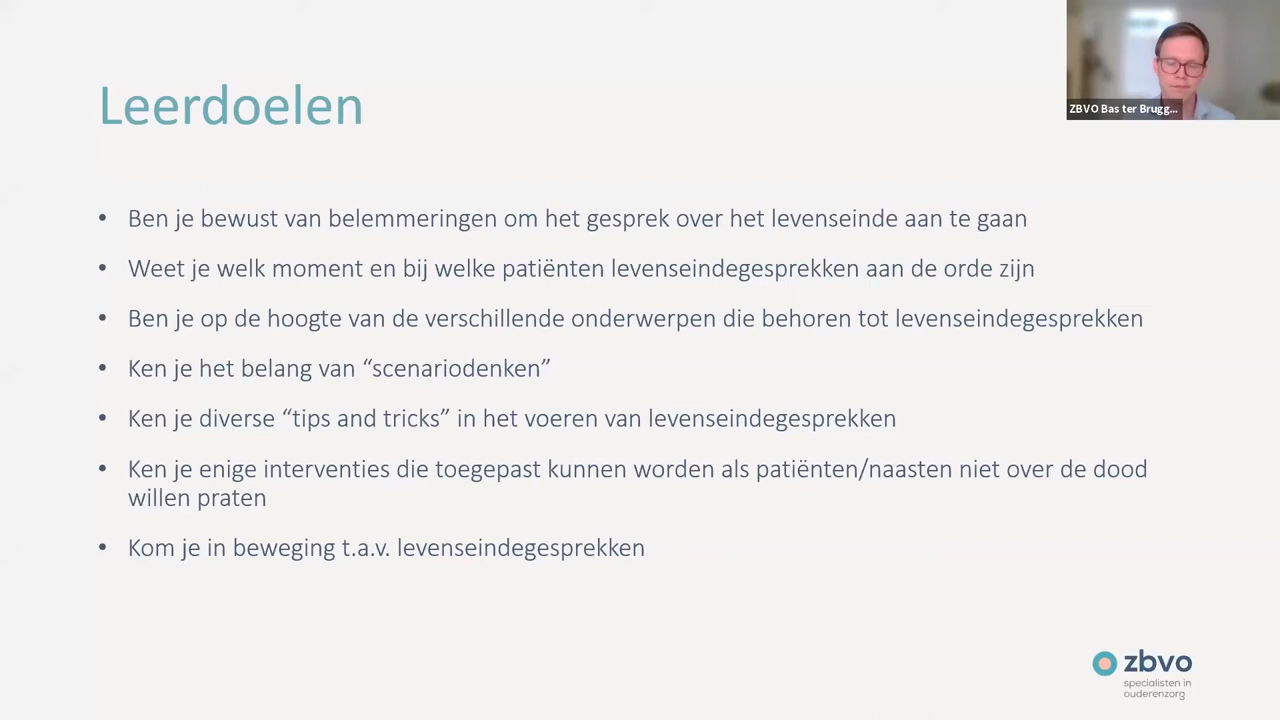 Leerdoelen
ZBVO Bas ter Brugg...
• Ben je bewust van belemmeringen om het gesprek over het levenseinde aan te gaan
• Weet je welk moment en bij welke patiënten levenseindegesprekken aan de orde zijn
• Ben je op de hoogte van de verschillende onderwerpen die behoren tot levenseindegesprekken
• Ken je het belang van “scenariodenken”
• Ken je diverse “tips and tricks” in het voeren van levenseindegesprekken
• Ken je enige interventies die toegepast kunnen worden als patiënten/naasten niet over de dood
willen praten
• Kom je in beweging t.a.v. levenseindegesprekken
zbvo
specialisten in
ouderenzorg